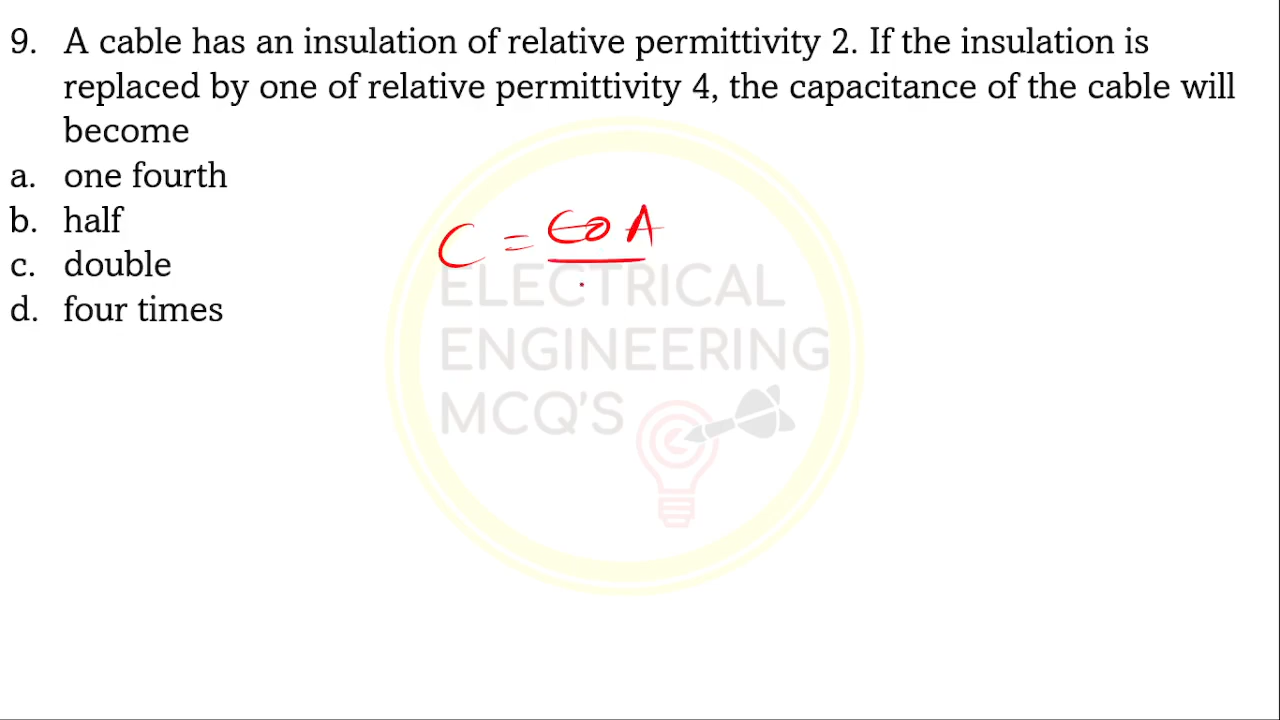 9. A cable has an insulation of relative permittivity 2. If the insulation is
replaced by one of relative permittivity 4, the capacitance of the cable will
become
a. one fourth
b. half
c. double
d. four times
C = ϵ0 A
ELECTRICAL
ENGINEERING
MCQ'S